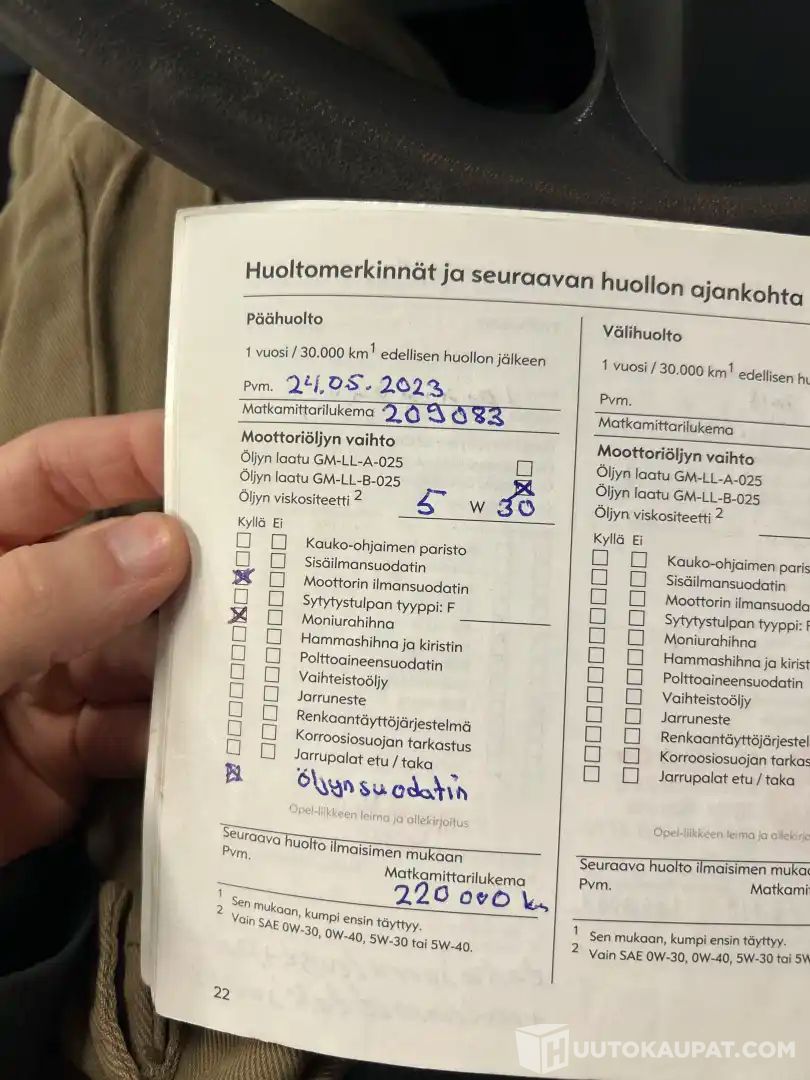 Huoltomerkinnät ja seuraavan huollon ajankohta
Päähuolto
1 vuosi / 30.000 km1 edellisen huollon jälkeen
Pvm. 24.05.2023
Matkamittarilukema 209083
Moottoriöljyn vaihto
Öljyn laatu GM-LL-A-025
Öljyn laatu GM-LL-B-025
Öljyn viskositeetti 2 5 W 30
Kyllä Ei
Kauko-ohjaimen paristo
Sisäilmansuodatin
Moottorin ilmansuodatin
Sytytystulpan tyyppi: F
Moniurahihna
Hammashihna ja kiristin
Polttoaineensuodatin
Vaihteistoöljy
Jarruneste
Renkaantäyttöjärjestelmä
Korroosiosuojan tarkastus
Jarrupalat etu / taka
öljynsuodatin
Opel-liikkeen leima ja allekirjoitus
Seuraava huolto ilmaisimen mukaan
Pvm.
Matkamittarilukema
220 000 km
1 Sen mukaan, kumpi ensin täyttyy.
2 Vain SAE 0W-30, 0W-40, 5W-30 tai 5W-40.
22
Välihuolto
1 vuosi / 30.000 km1 edellisen hu
Pvm.
Matkamittarilukema
Moottoriöljyn vaihto
Öljyn laatu GM-LL-A-025
Öljyn laatu GM-LL-B-025
Öljyn viskositeetti 2
Kyllä Ei
Kauko-ohjaimen paris
Sisäilmansuodatin
Moottorin ilmansuoda
Sytytystulpan tyyppi: F
Moniurahihna
Hammashihna ja kirist
Polttoaineensuodatin
Vaihteistoöljy
Jarruneste
Renkaantäyttöjärjestel
Korroosiosuojan tarkas
Jarrupalat etu / taka
Opel-liikkeen leima ja allekirjo
Seuraava huolto ilmaisimen muka
Pvm.
Matkami
1 Sen mukaan, kumpi ensin täyttyy.
2 Vain SAE 0W-30, 0W-40, 5W-30 tai 5W
HUUTOKAUPAT.COM